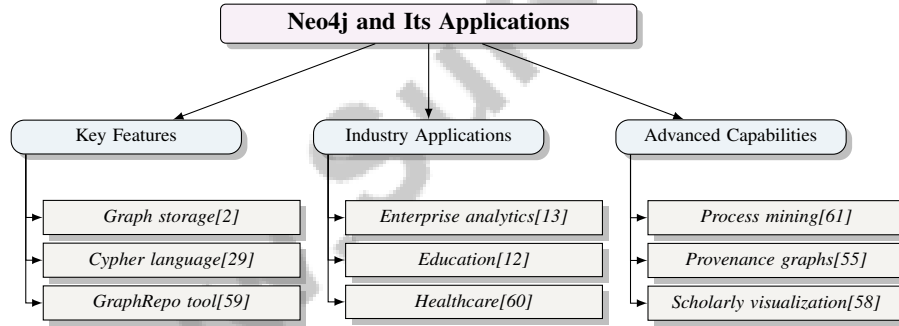 Neo4j and Its Applications
Key Features
Industry Applications
Advanced Capabilities
Graph storage[2]
Enterprise analytics[13]
Process mining[61]
Cypher language[29]
Education[12]
Provenance graphs[55]
GraphRepo tool[59]
Healthcare[60]
Scholarly visualization[58]